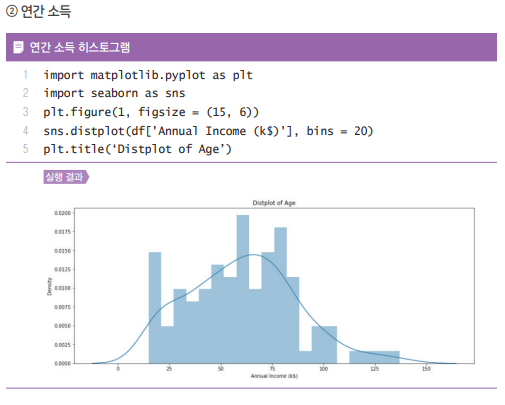 ② 연간 소득
연간 소득 히스토그램
1 import matplotlib.pyplot as plt
2 import seaborn as sns
3 plt.figure(1, figsize = (15, 6))
4 sns.distplot(df['Annual Income (k$)'], bins = 20)
5 plt.title(‘Distplot of Age’)
실행 결과
Distplot of Age
0.0200
0.0175
0.0150
0.0125
0.0100
0.0075
0.0050
0.0025
0.0000
Density
0 25 50 75 100 125 150
Annual Income (k$)